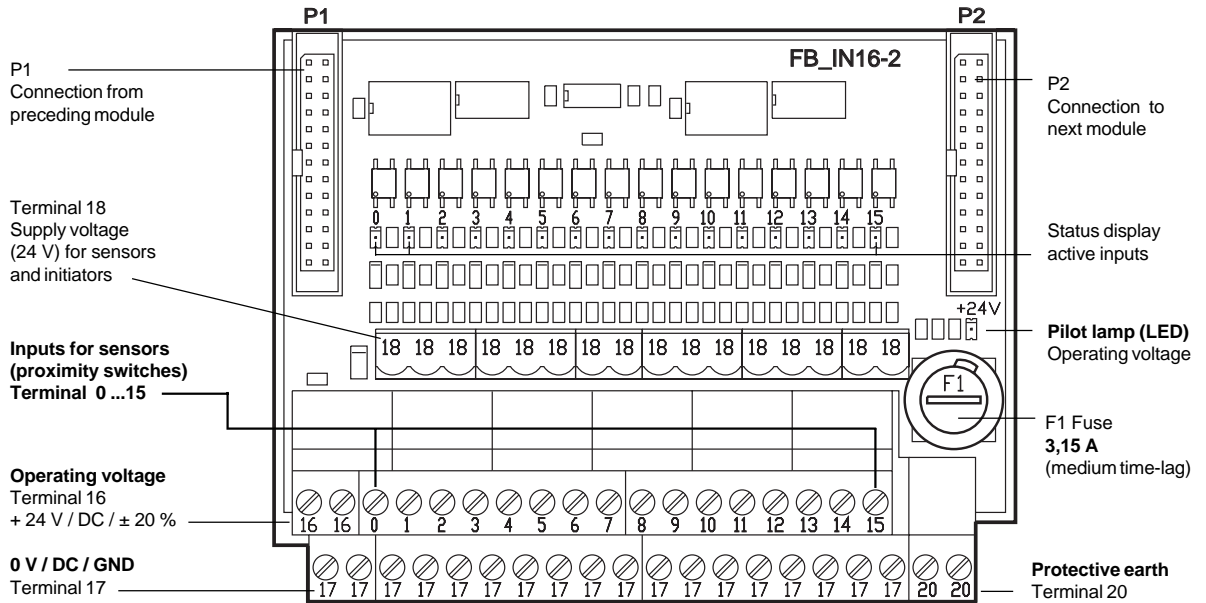 P1
P2
FB_IN16-2
P1
Connection from
preceding module
P2
Connection to
next module
Terminal 18
Supply voltage
(24 V) for sensors
and initiators
0 1 2 3 4 5 6 7 8 9 10 11 12 13 14 15
Status display
active inputs
+24V
Pilot lamp (LED)
Operating voltage
18 18 18 18 18 18 18 18 18 18 18 18 18 18 18 18
Inputs for sensors
(proximity switches)
Terminal 0 ...15
F1
F1 Fuse
3,15 A
(medium time-lag)
Operating voltage
Terminal 16
+ 24 V / DC / ± 20 %
16 16 0 1 2 3 4 5 6 7 8 9 10 11 12 13 14 15
0 V / DC / GND
Terminal 17
17 17 17 17 17 17 17 17 17 17 17 17 17 17 17 17 17 17 20 20
Protective earth
Terminal 20